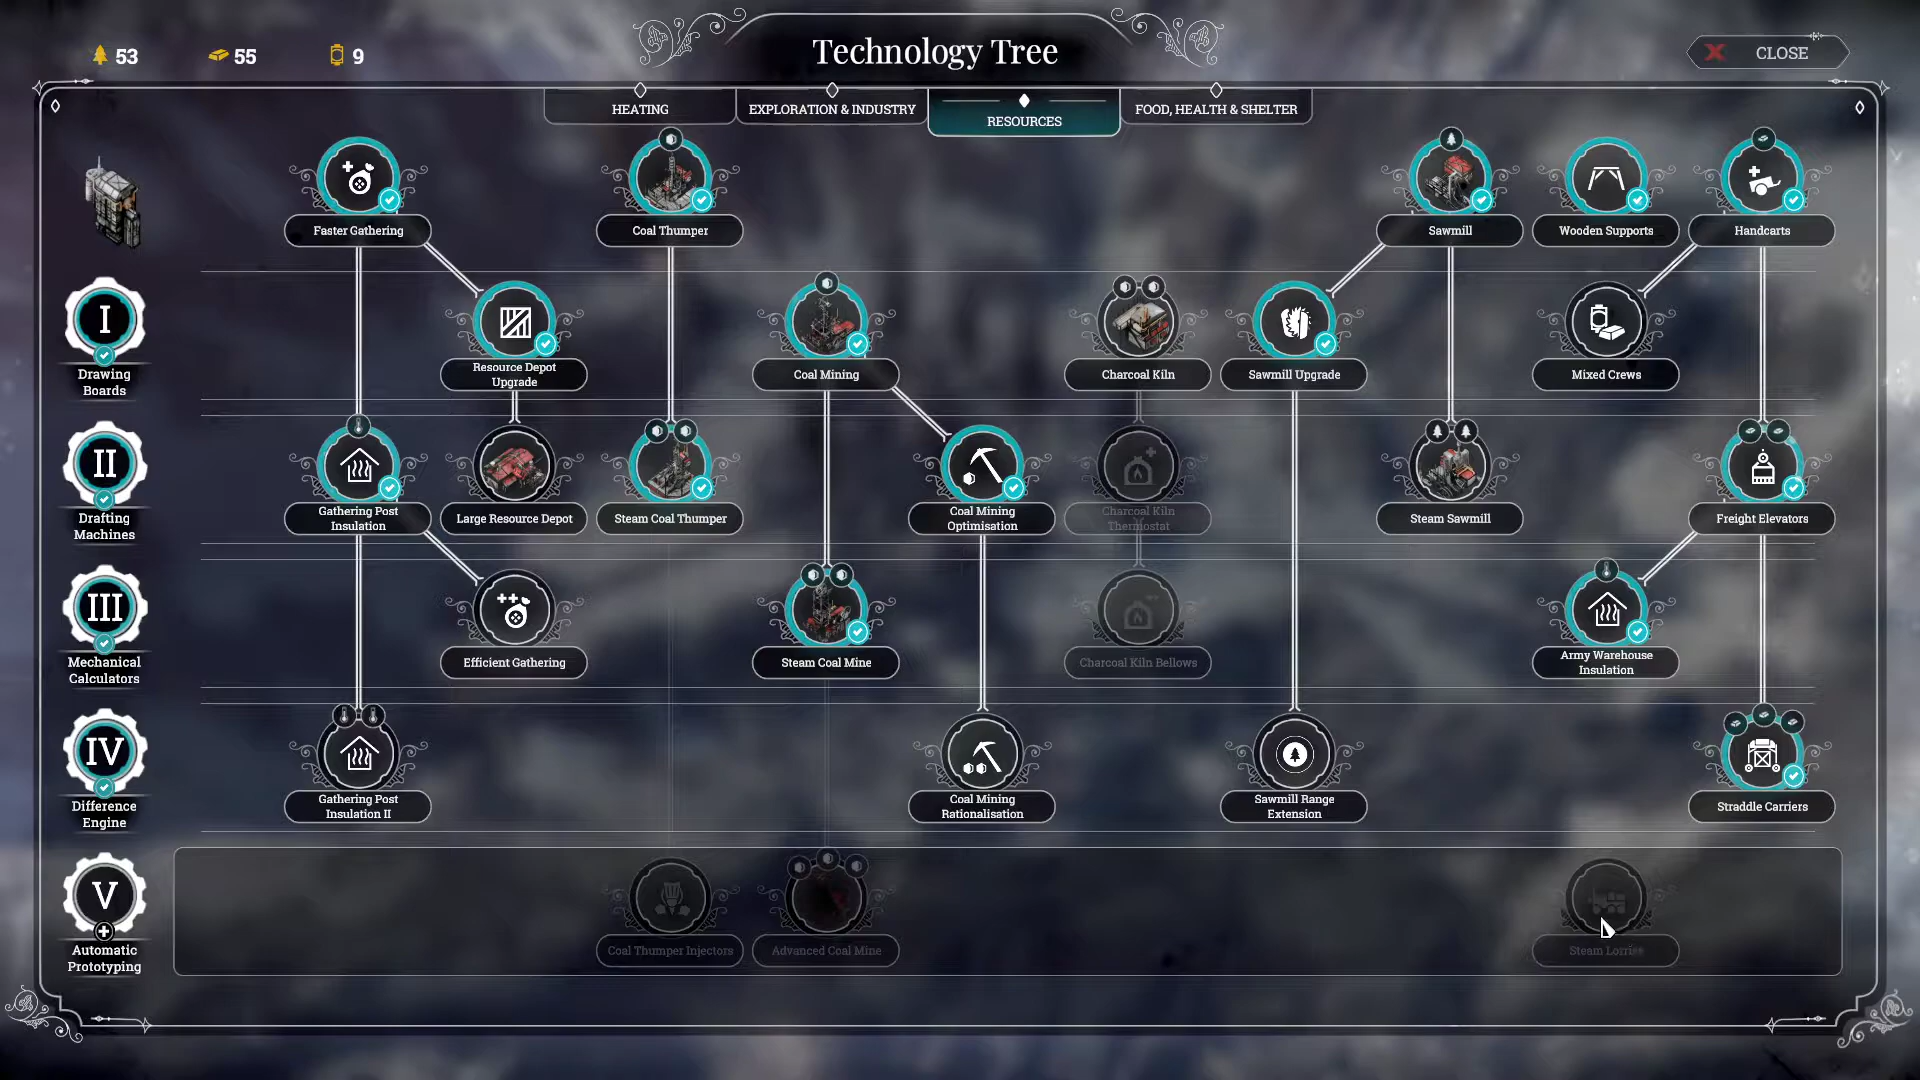 53
55
9
Technology Tree
CLOSE
HEATING
EXPLORATION & INDUSTRY
RESOURCES
FOOD, HEALTH & SHELTER
Faster Gathering
Coal Thumper
Sawmill
Wooden Supports
Handcarts
I
Drawing
Boards
Resource Depot
Upgrade
Coal Mining
Charcoal Kiln
Sawmill Upgrade
Mixed Crews
II
Drafting
Machines
Gathering Post
Insulation
Large Resource Depot
Steam Coal Thumper
Coal Mining
Optimisation
Charcoal Kiln
Thermostat
Steam Sawmill
Freight Elevators
III
Mechanical
Calculators
Efficient Gathering
Steam Coal Mine
Charcoal Kiln Bellows
Army Warehouse
Insulation
IV
Difference
Engine
Gathering Post
Insulation II
Coal Mining
Rationalisation
Sawmill Range
Extension
Straddle Carriers
V
Automatic
Prototyping
Coal Thumper Injectors
Advanced Coal Mine
Steam Lorries